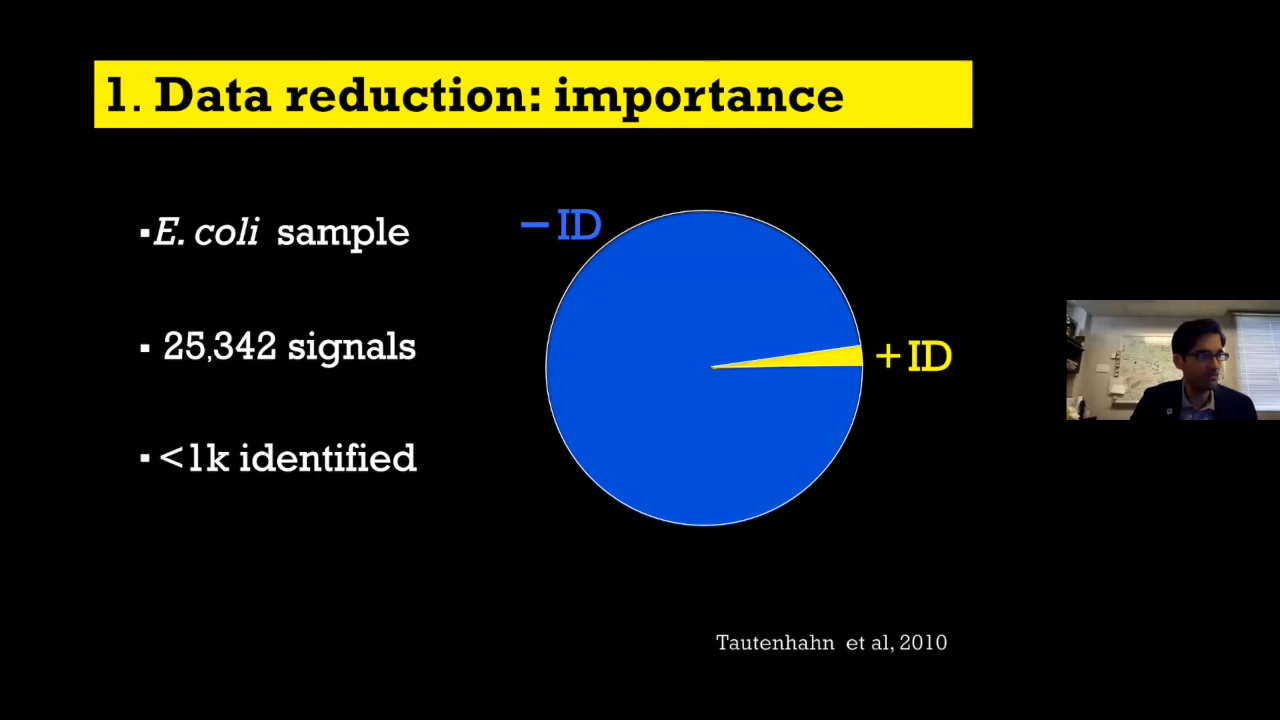 1. Data reduction: importance
▪E. coli sample
▪ 25,342 signals
▪ <1k identified
– ID
+ ID
Tautenhahn et al, 2010